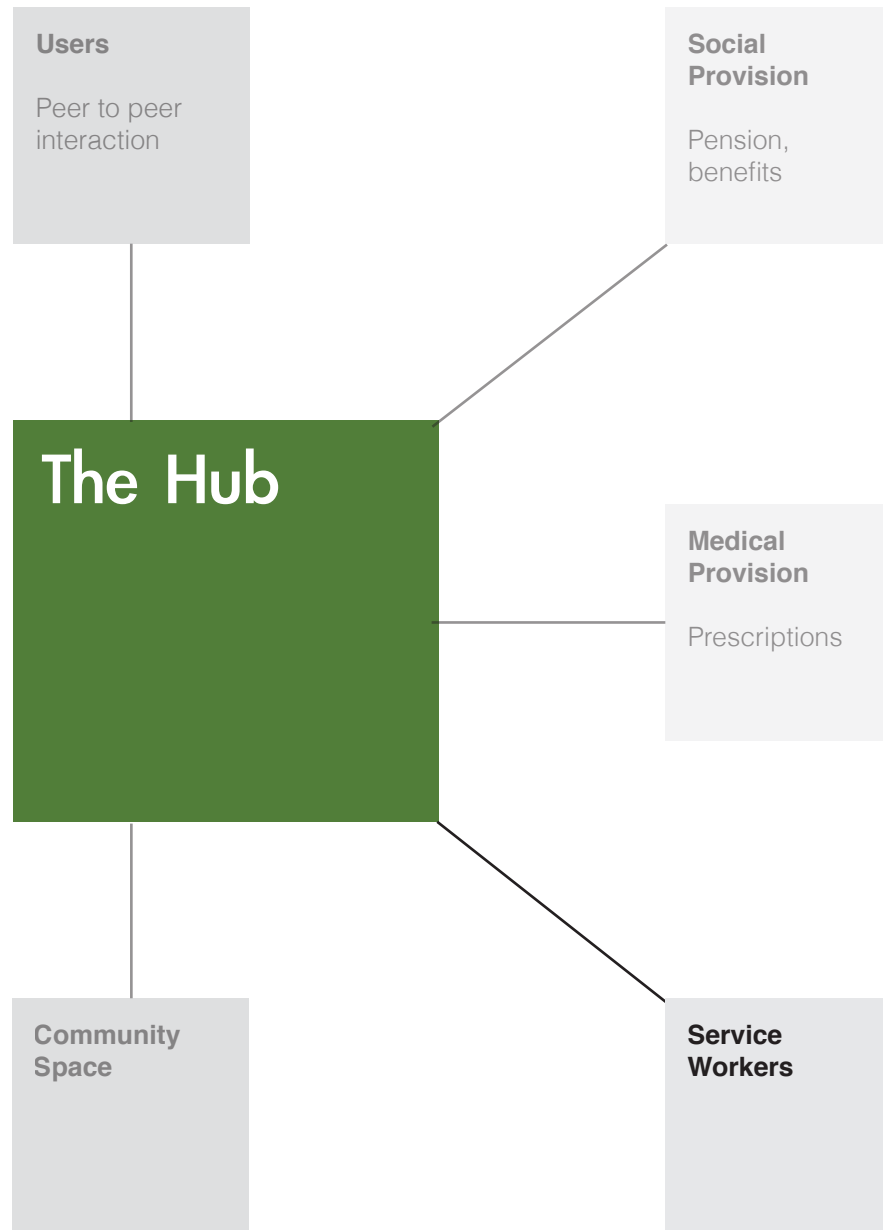 Users
Peer to peer
interaction
Social
Provision
Pension,
benefits
The Hub
Medical
Provision
Prescriptions
Community
Space
Service
Workers